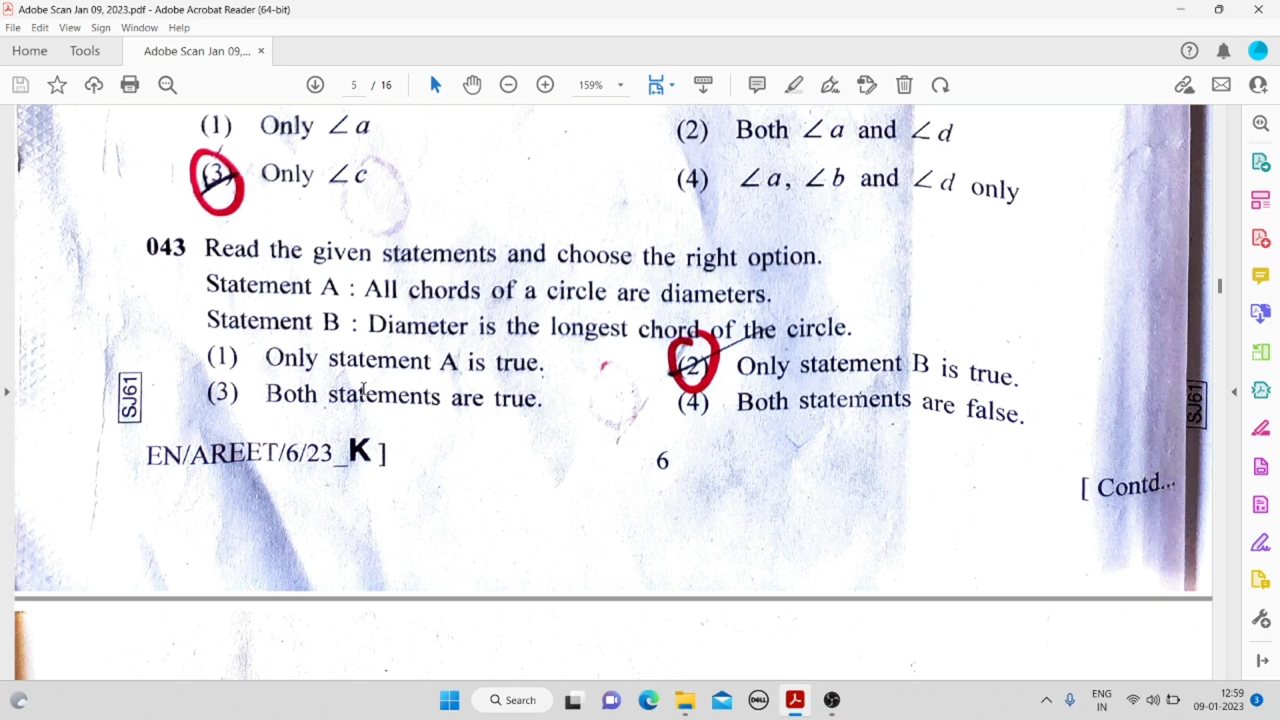 Adobe Scan Jan 09, 2023.pdf - Adobe Acrobat Reader (64-bit)
File Edit View Sign Window Help
Home Tools Adobe Scan Jan 09,... ×
5 / 16 159%
(1) Only ∠a (2) Both ∠a and ∠d
(3) Only ∠c (4) ∠a, ∠b and ∠d only
043 Read the given statements and choose the right option.
Statement A : All chords of a circle are diameters.
Statement B : Diameter is the longest chord of the circle.
(1) Only statement A is true. (2) Only statement B is true.
(3) Both statements are true. (4) Both statements are false.
SJ61
SJ61
EN/AREET/6/23_K ] 6 [ Contd...
Search
DELL
ENG
IN
12:59
09-01-2023
3